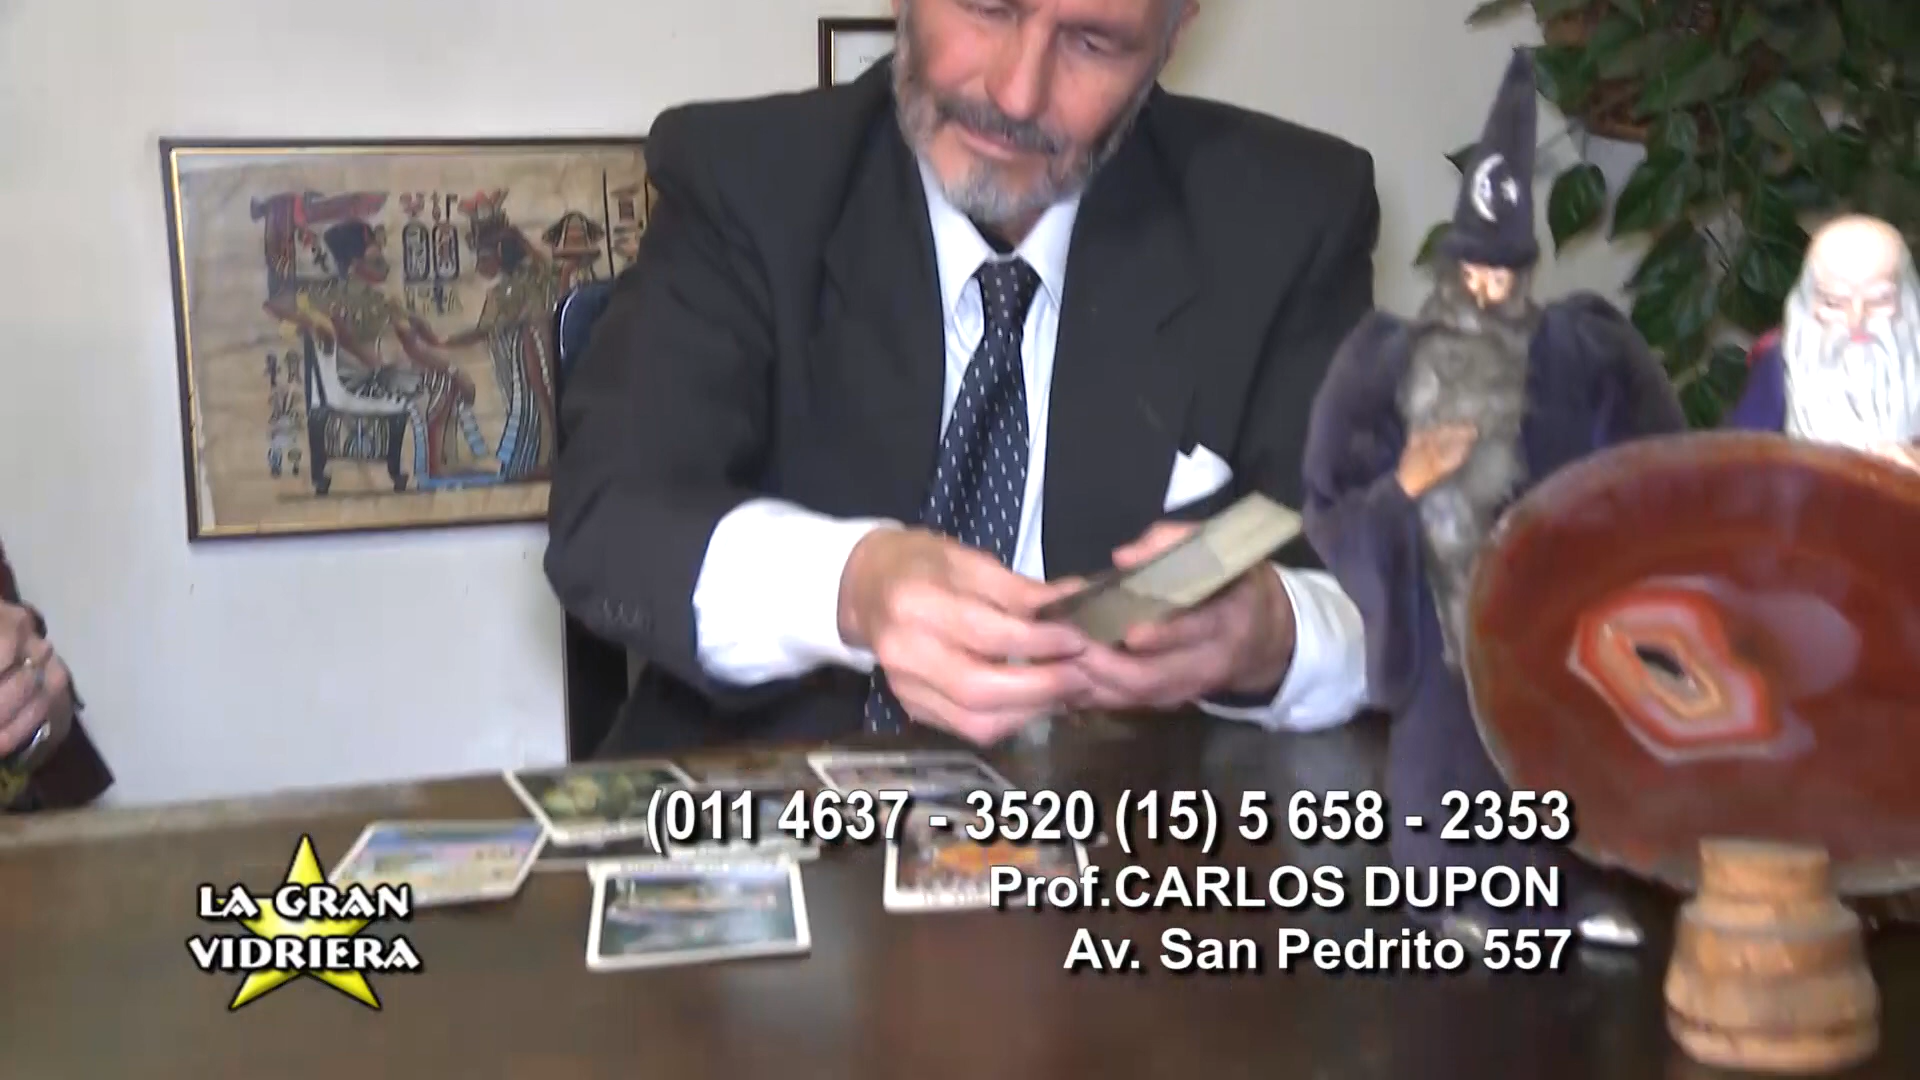 (011 4637 - 3520 (15) 5 658 - 2353
Prof.CARLOS DUPON
Av. San Pedrito 557
LA GRAN
VIDRIERA